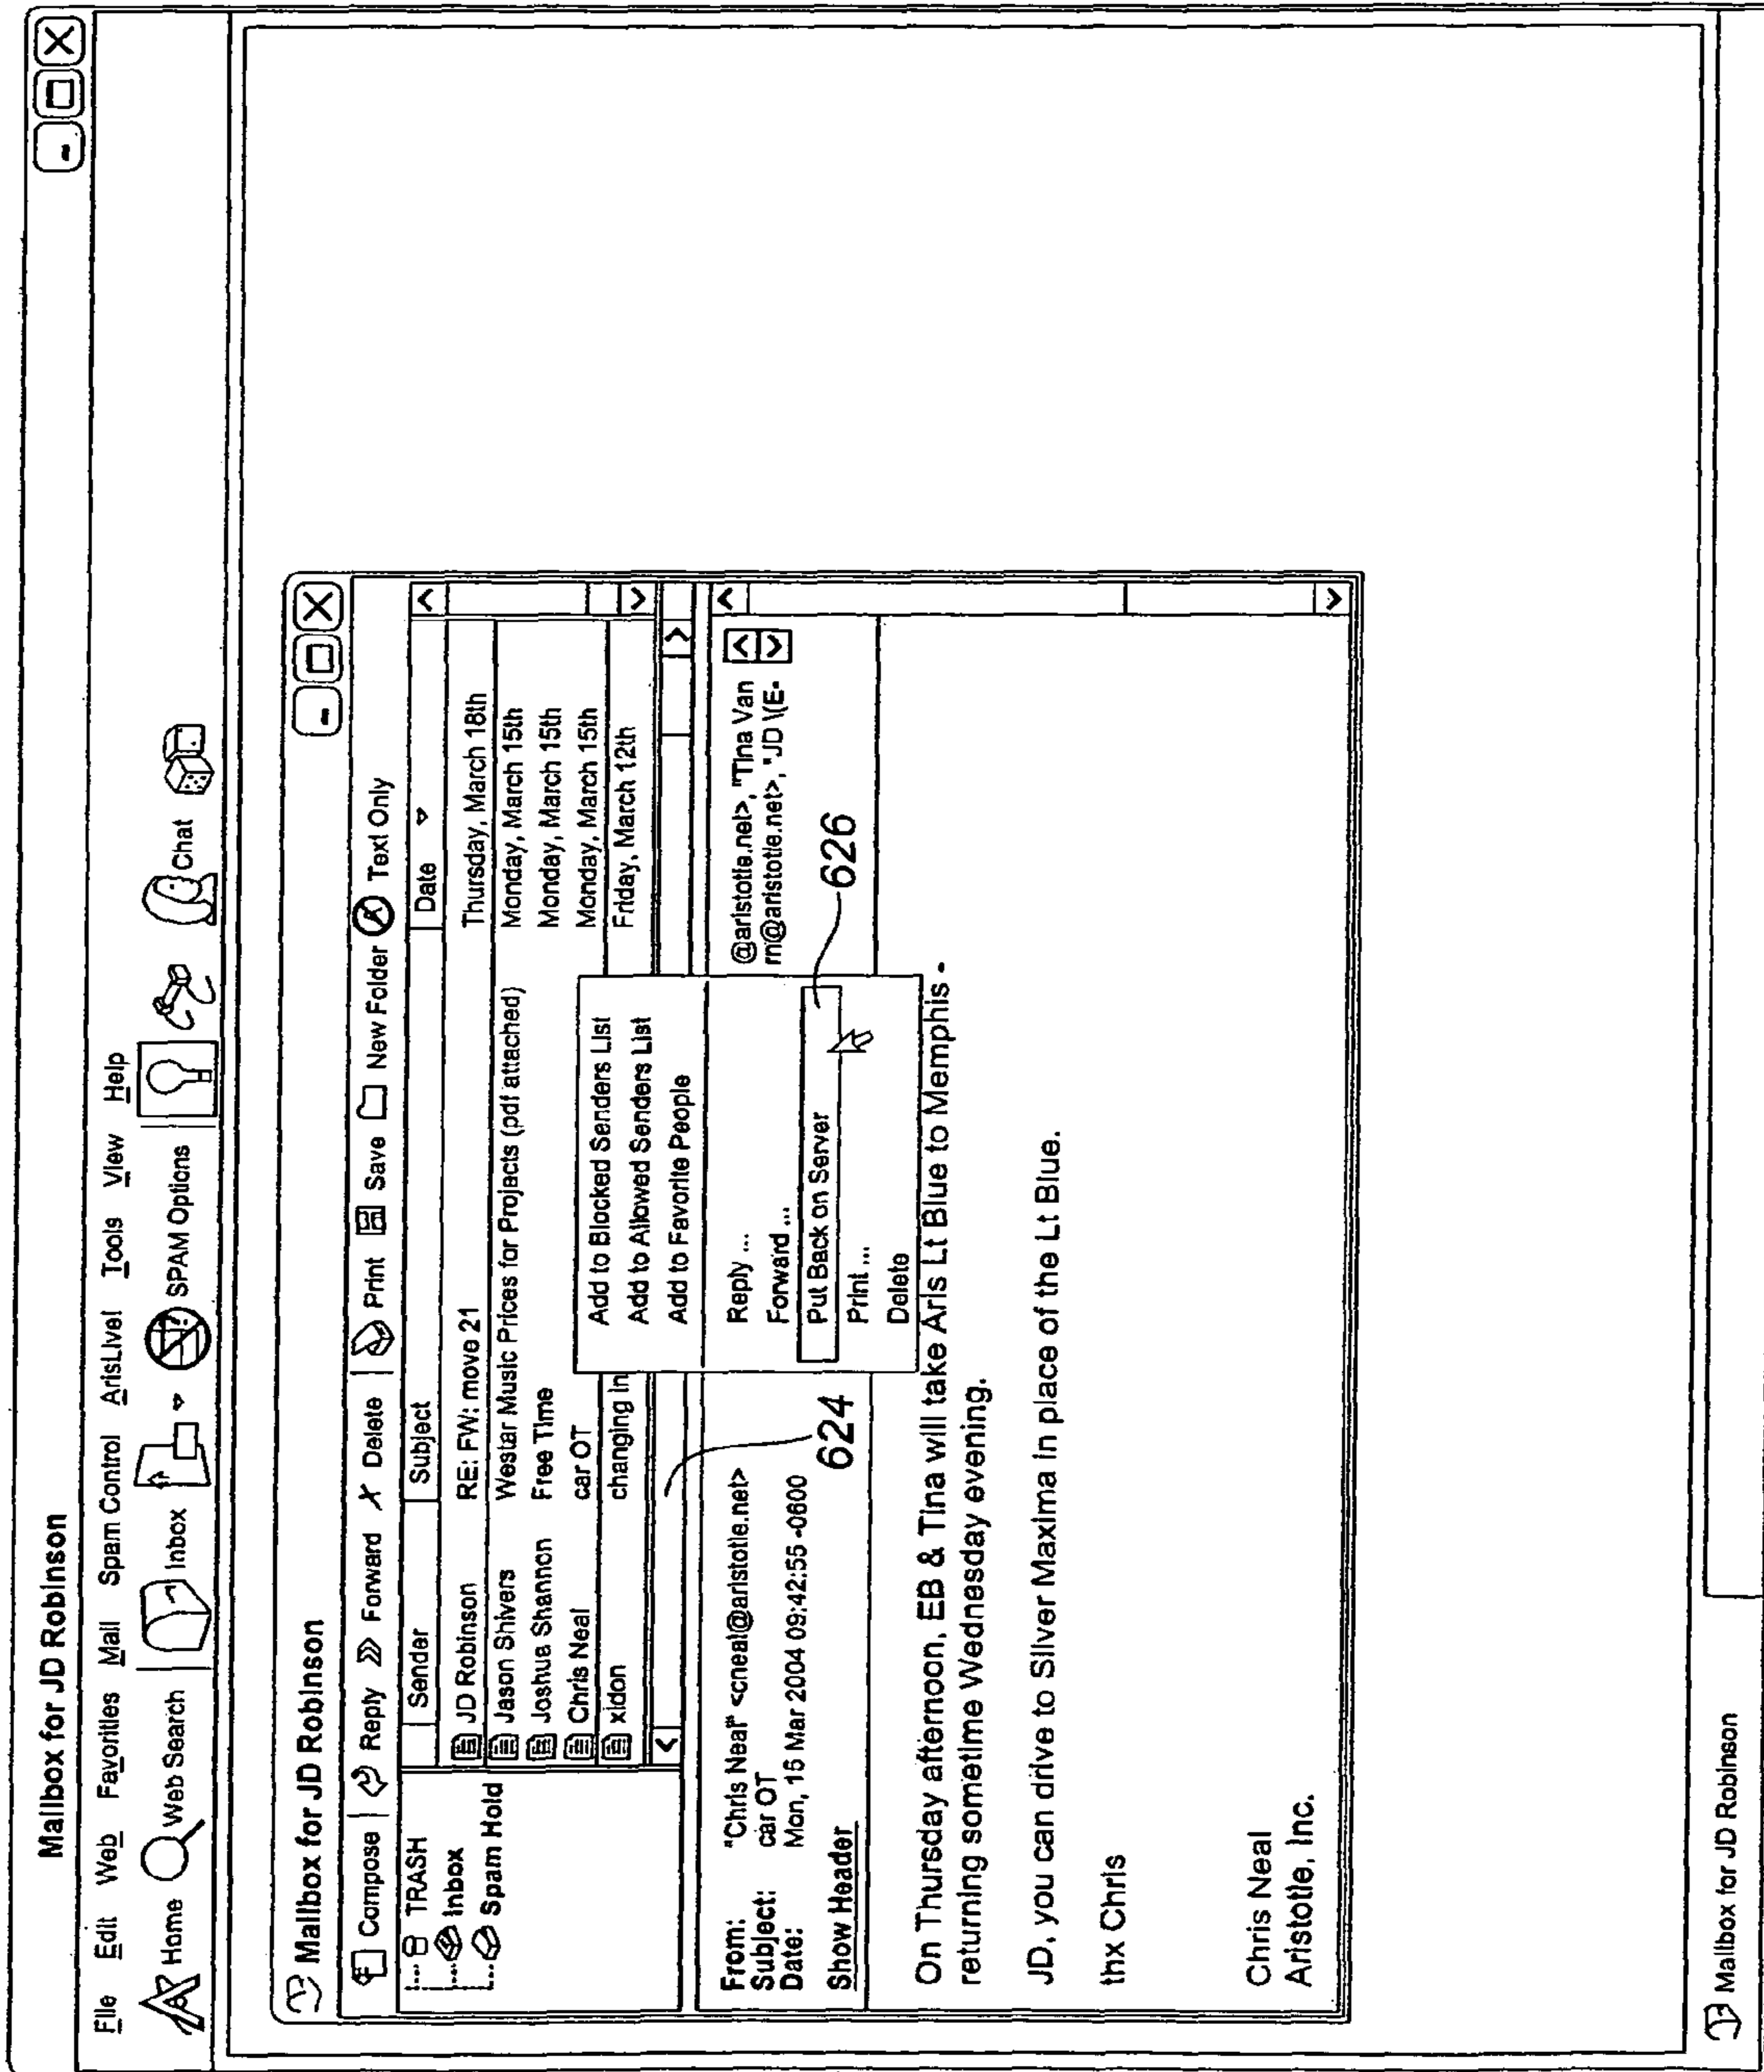 Mailbox for JD Robinson
File Edit Web Favorities Mail Spam Control ArisLive! Tools View Help
Home Web Search Inbox SPAM Options Chat
Mailbox for JD Robinson
Compose Reply Forward Delete Print Save New Folder Text Only
TRASH
Inbox
Spam Hold
Sender Subject Date
JD Robinson RE: FW: move 21 Thursday, March 18th
Jason Shivers Westar Music Prices for Projects (pdf attached) Monday, March 15th
Joshua Shannon Free Time Monday, March 15th
Chris Neal car OT Monday, March 15th
xidon changing in Friday, March 12th
Add to Blocked Senders List
Add to Allowed Senders List
Add to Favorite People
Reply ...
Forward ...
Put Back on Server
Print ...
Delete
624
626
From: "Chris Neal" <cneal@aristotle.net> @aristotle.net>, "Tina Van
Subject: car OT rn@aristotle.net>, "JD \(E-
Date: Mon, 15 Mar 2004 09:42:55 -0600
Show Header
On Thursday afternoon, EB & Tina will take Aris Lt Blue to Memphis -
returning sometime Wednesday evening.
JD, you can drive to Silver Maxima in place of the Lt Blue.
thx Chris
Chris Neal
Aristotle, Inc.
Mailbox for JD Robinson